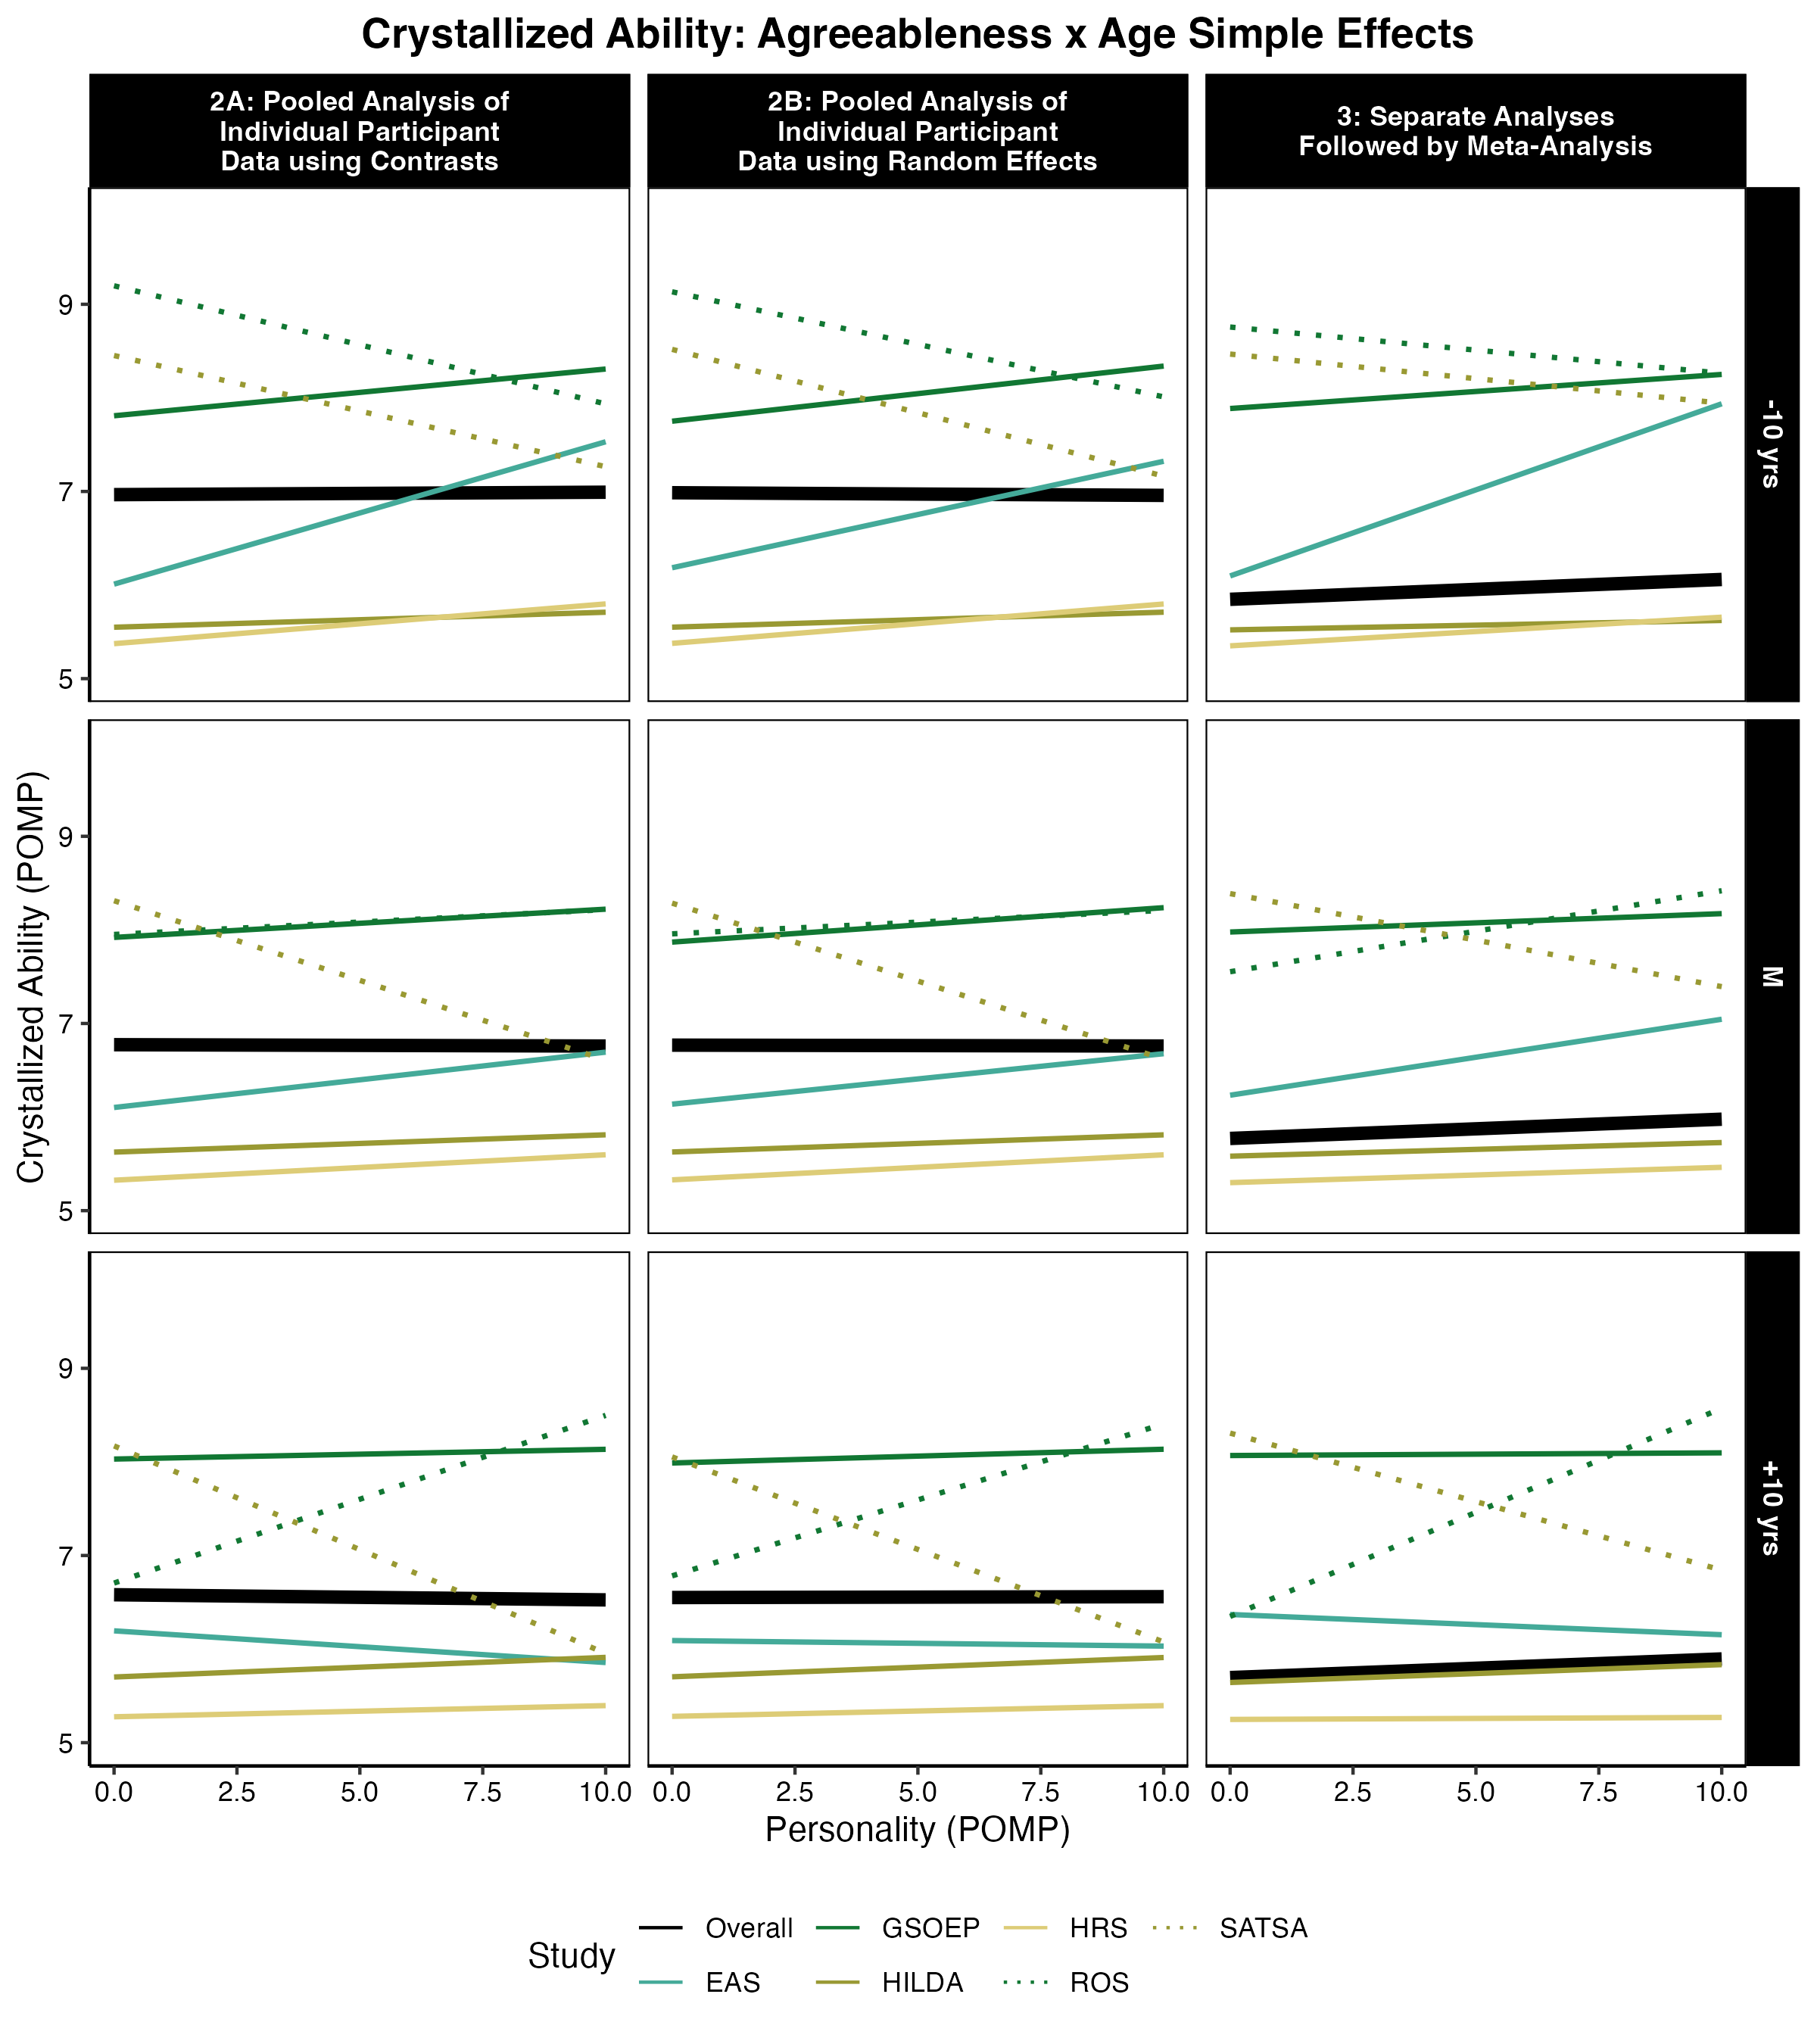 Crystallized Ability: Agreeableness x Age Simple Effects
2A: Pooled Analysis of
Individual Participant
Data using Contrasts
2B: Pooled Analysis of
Individual Participant
Data using Random Effects
3: Separate Analyses
Followed by Meta-Analysis
-10 yrs
M
+10 yrs
Crystallized Ability (POMP)
9
7
5
9
7
5
9
7
5
0.0 2.5 5.0 7.5 10.0 0.0 2.5 5.0 7.5 10.0 0.0 2.5 5.0 7.5 10.0
Personality (POMP)
Study
Overall GSOEP HRS SATSA
EAS HILDA ROS